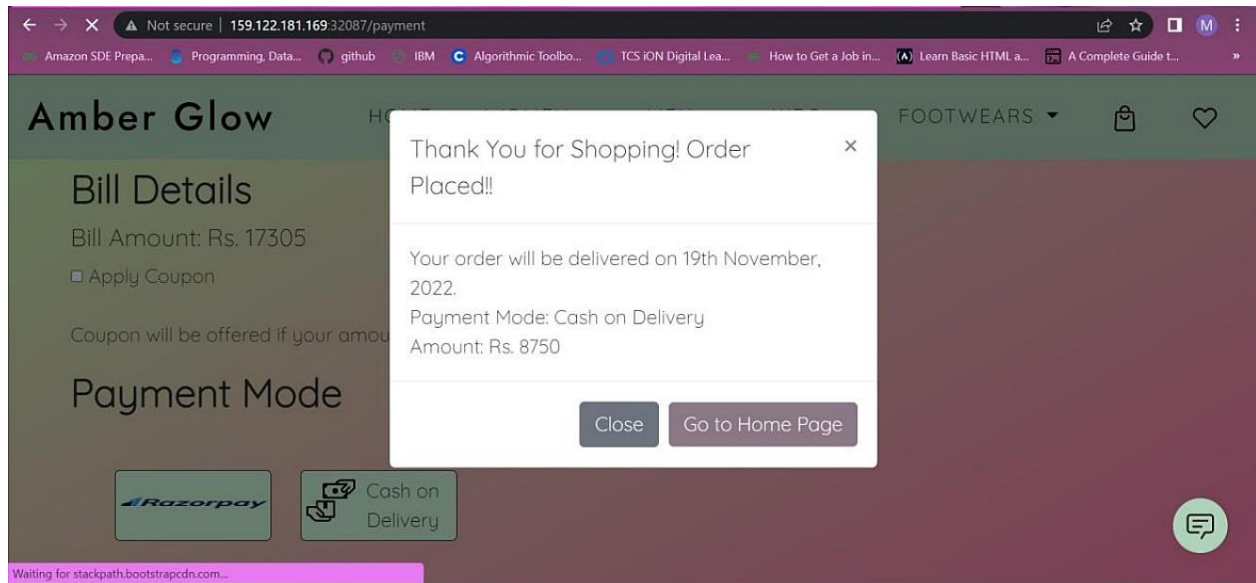 Not secure | 159.122.181.169:32087/payment
Amazon SDE Prepa... Programming, Data... github IBM Algorithmic Toolbo... TCS iON Digital Lea... How to Get a Job in... Learn Basic HTML a... A Complete Guide t... »
Amber Glow FOOTWEARS
Thank You for Shopping! Order
Placed!!
×
Bill Details
Bill Amount: Rs. 17305
Apply Coupon
Coupon will be offered if your amou
Your order will be delivered on 19th November,
2022.
Payment Mode: Cash on Delivery
Amount: Rs. 8750
Close Go to Home Page
Payment Mode
Razorpay
Cash on
Delivery
M
Waiting for stackpath.bootstrapcdn.com...